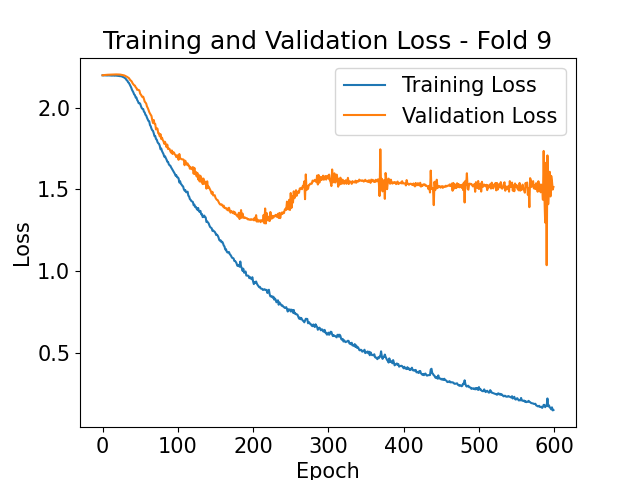 Training and Validation Loss - Fold 9
Training Loss
Validation Loss
Loss
2.0
1.5
1.0
0.5
0 100 200 300 400 500 600
Epoch